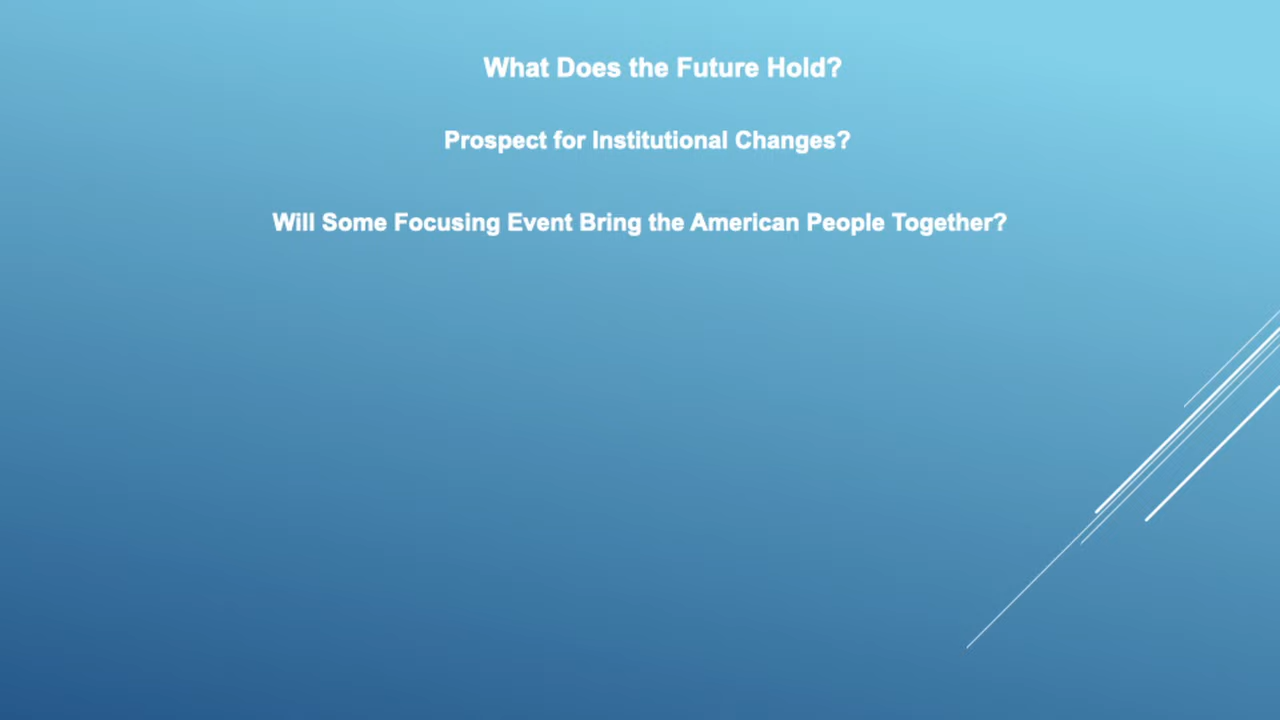 What Does the Future Hold?
Prospect for Institutional Changes?
Will Some Focusing Event Bring the American People Together?